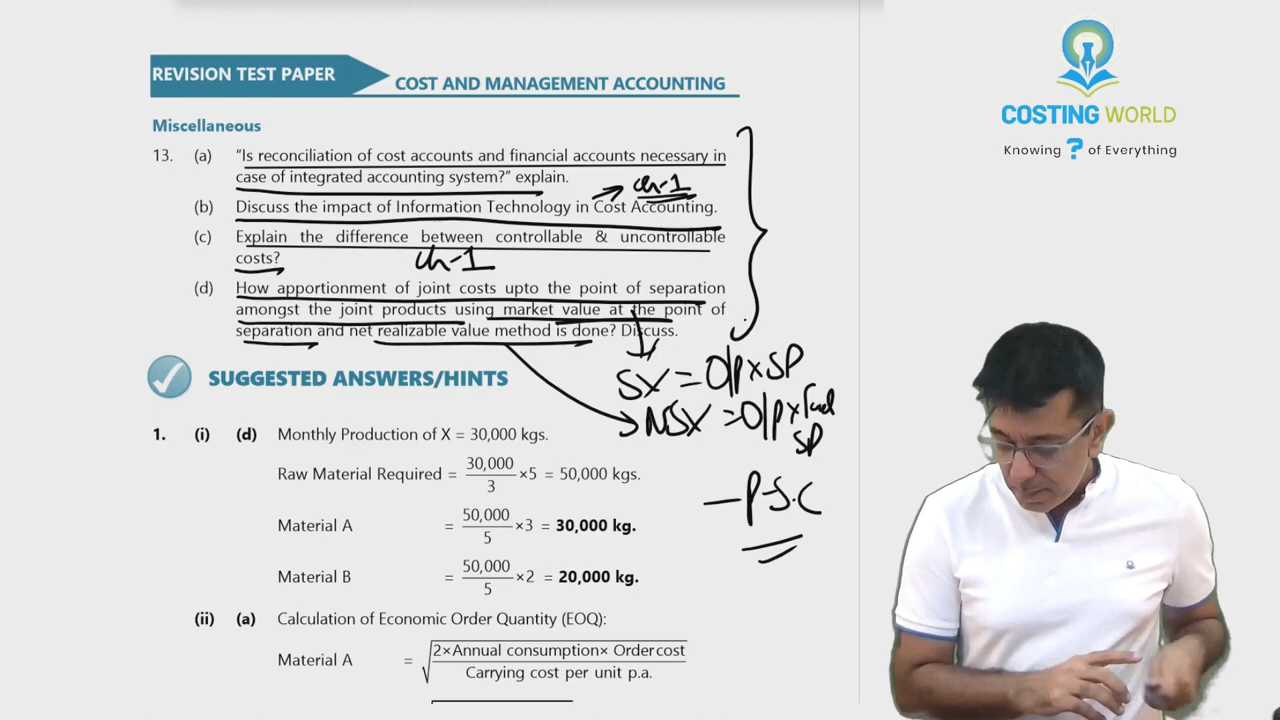 REVISION TEST PAPER
COST AND MANAGEMENT ACCOUNTING
Miscellaneous
13. (a) "Is reconciliation of cost accounts and financial accounts necessary in
case of integrated accounting system?" explain.
ch-1
(b) Discuss the impact of Information Technology in Cost Accounting.
(c) Explain the difference between controllable & uncontrollable
costs?
ch-1
(d) How apportionment of joint costs upto the point of separation
amongst the joint products using market value at the point of
separation and net realizable value method is done? Discuss.
SV = O/P x SP
NSV = O/P x Final
SP
- P.S.C
SUGGESTED ANSWERS/HINTS
1. (i) (d) Monthly Production of X = 30,000 kgs.
Raw Material Required = 30,000/3 ×5 = 50,000 kgs.
Material A = 50,000/5 ×3 = 30,000 kg.
Material B = 50,000/5 ×2 = 20,000 kg.
(ii) (a) Calculation of Economic Order Quantity (EOQ):
Material A = √ 2×Annual consumption× Order cost
Carrying cost per unit p.a.
COSTING WORLD
Knowing ? of Everything